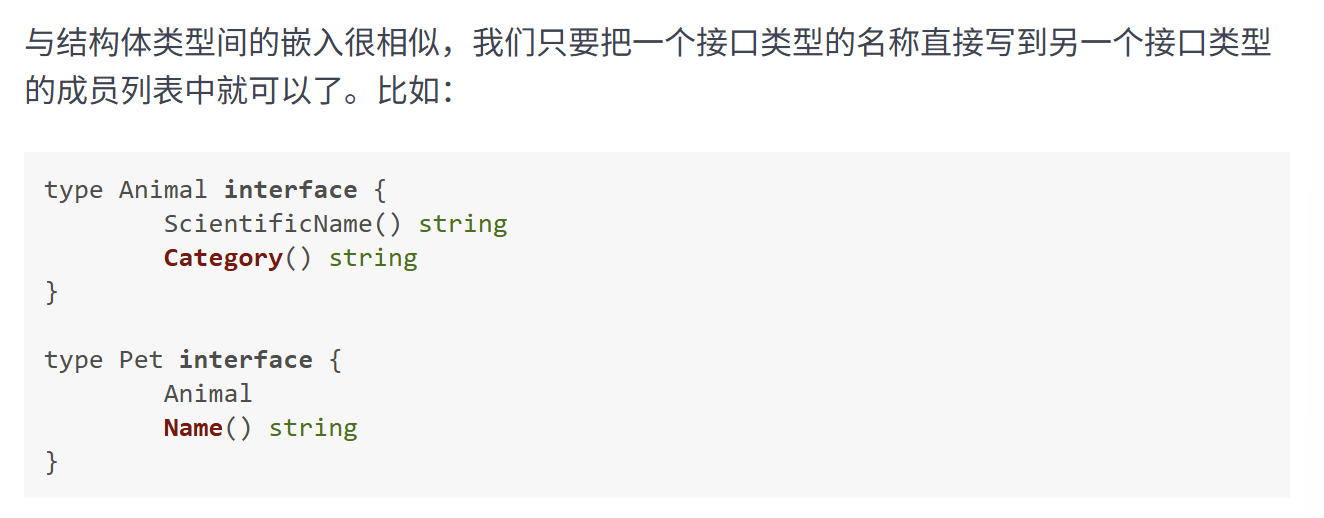 与结构体类型间的嵌入很相似，我们只要把一个接口类型的名称直接写到另一个接口类型
的成员列表中就可以了。比如：
type Animal interface {
        ScientificName() string
        Category() string
}
type Pet interface {
        Animal
        Name() string
}